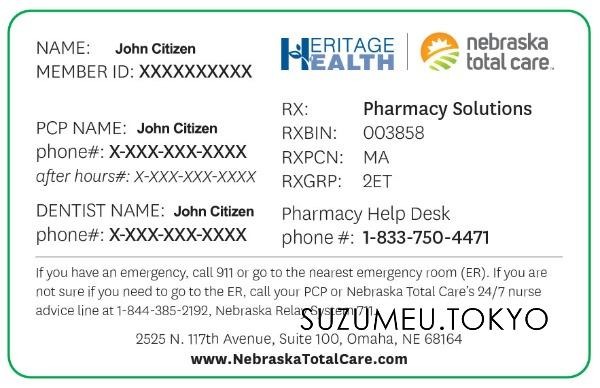 NAME: John Citizen
MEMBER ID: XXXXXXXXXX
HERITAGE HEALTH
nebraska total care.™
PCP NAME: John Citizen
phone#: X-XXX-XXX-XXXX
after hours#: X-XXX-XXX-XXXX
DENTIST NAME: John Citizen
phone#: X-XXX-XXX-XXXX
RX: Pharmacy Solutions
RXBIN: 003858
RXPCN: MA
RXGRP: 2ET
Pharmacy Help Desk
phone #: 1-833-750-4471
If you have an emergency, call 911 or go to the nearest emergency room (ER). If you are
not sure if you need to go to the ER, call your PCP or Nebraska Total Care's 24/7 nurse
advice line at 1-844-385-2192, Nebraska Relay System 711.
SUZUMEU.TOKYO
2525 N. 117th Avenue, Suite 100, Omaha, NE 68164
www.NebraskaTotalCare.com